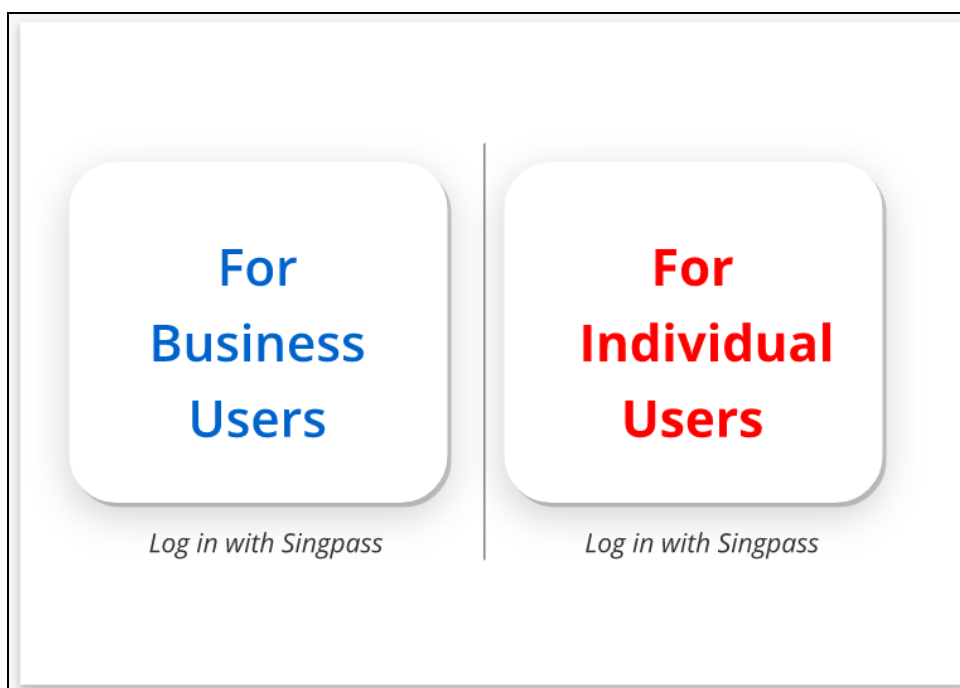 For
Business
Users
Log in with Singpass
For
Individual
Users
Log in with Singpass